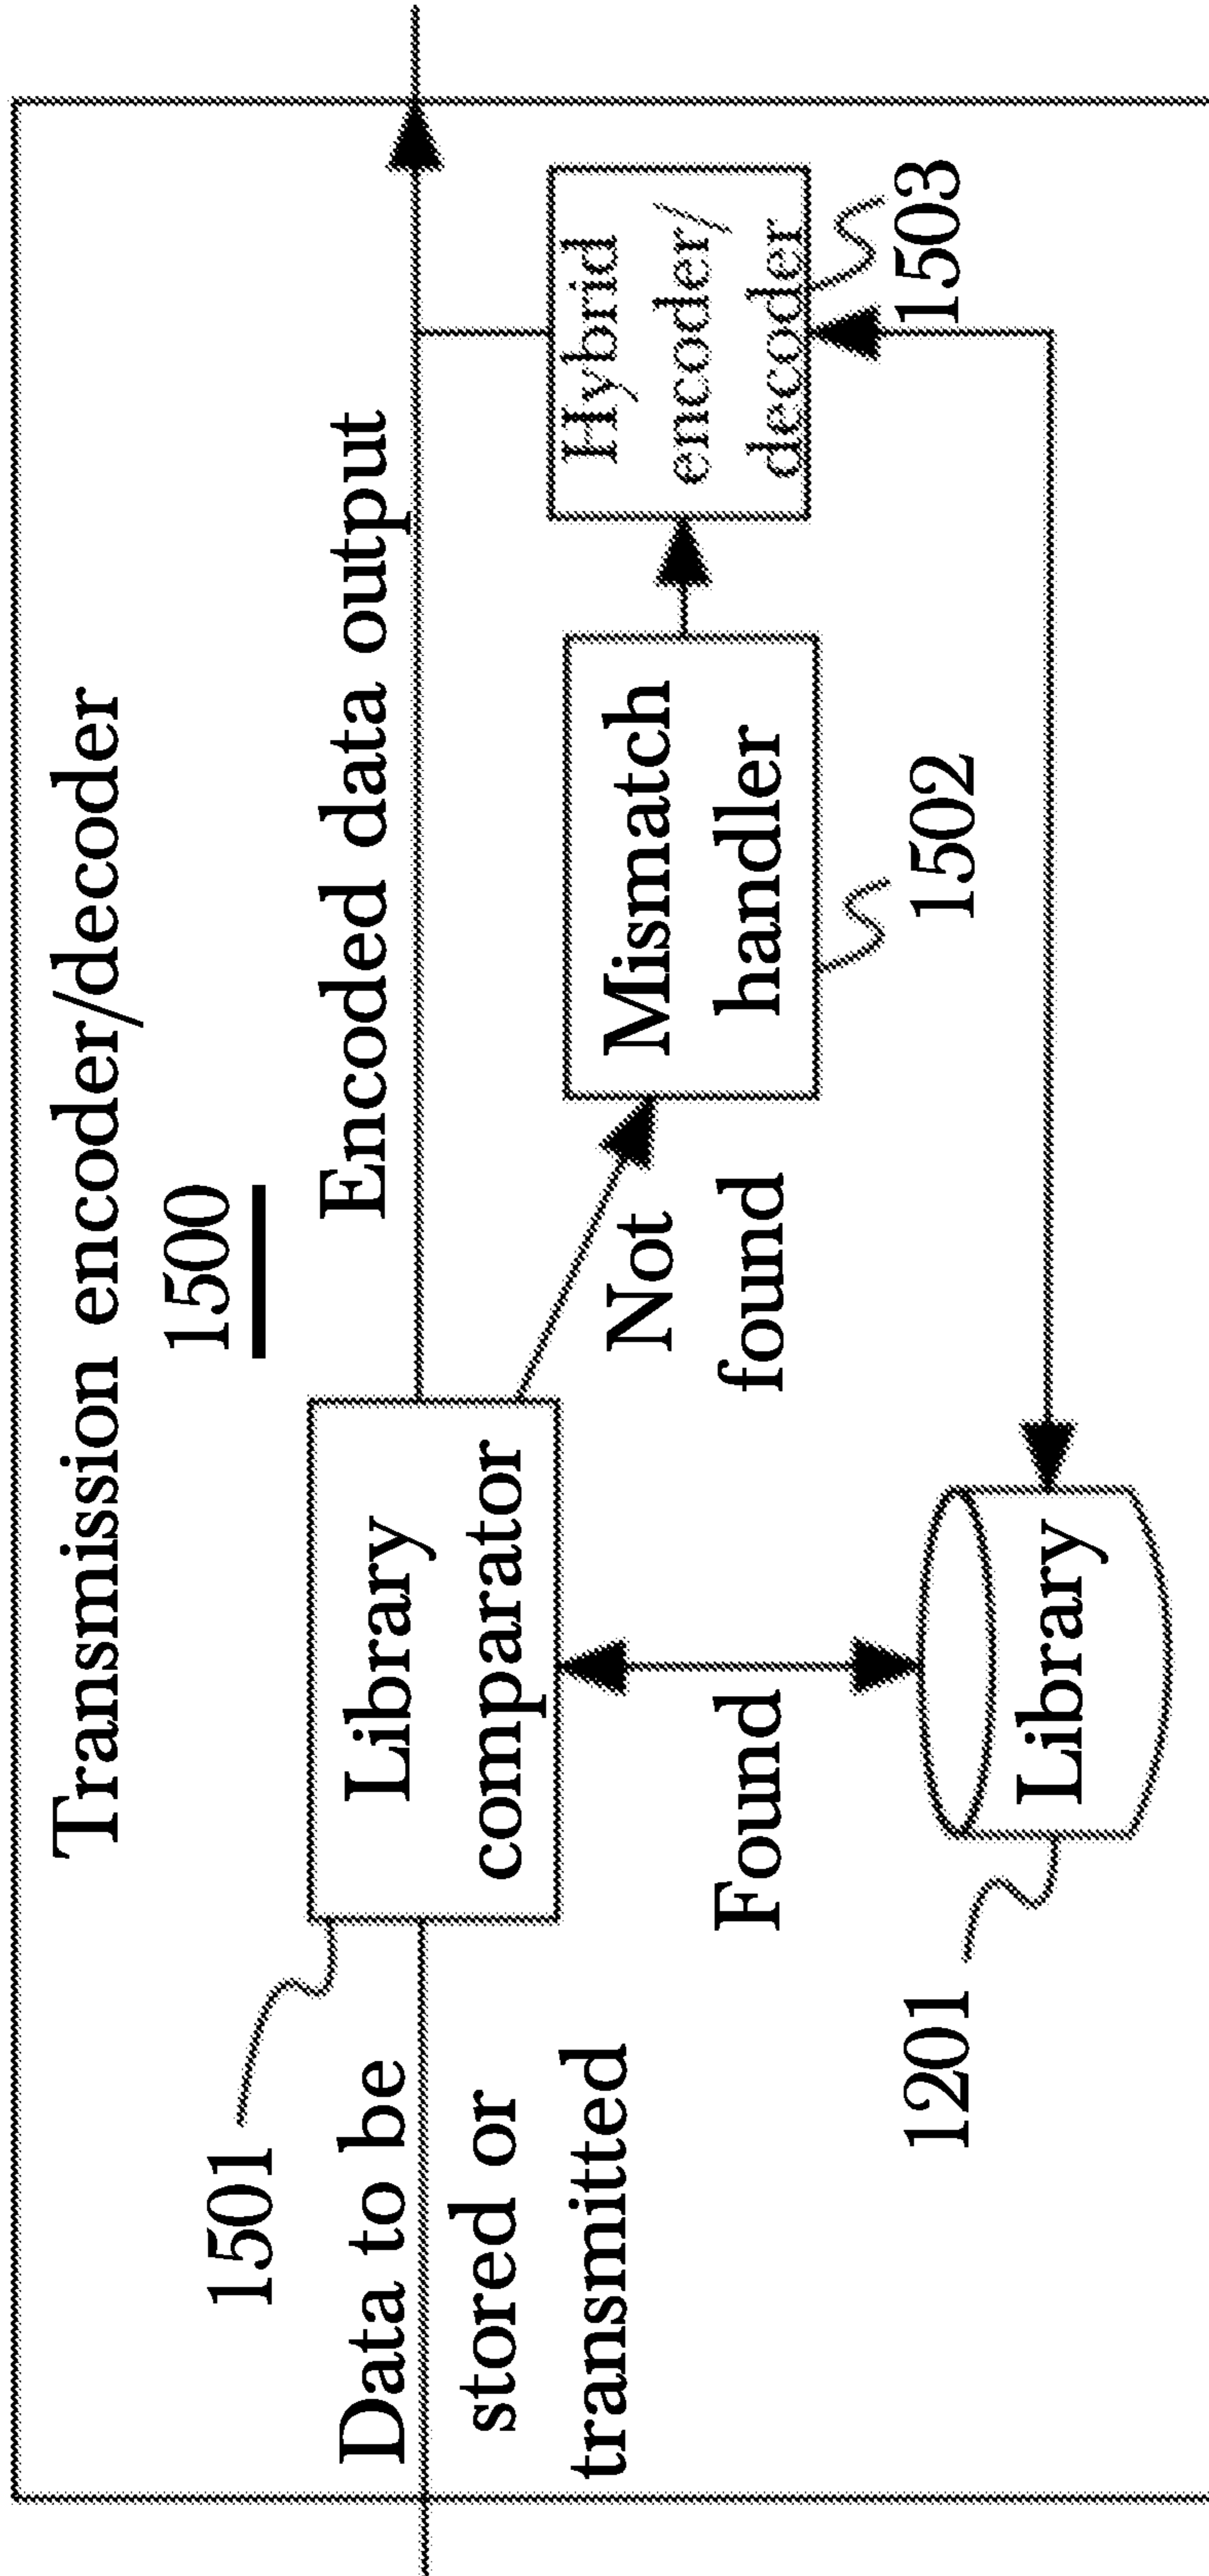 Transmission encoder/decoder
1500
1501
Data to be
stored or
transmitted
Library
comparator
Encoded data output
Not
found
Mismatch
handler
1502
Hybrid
encoder/
decoder
1503
Found
Library
1201